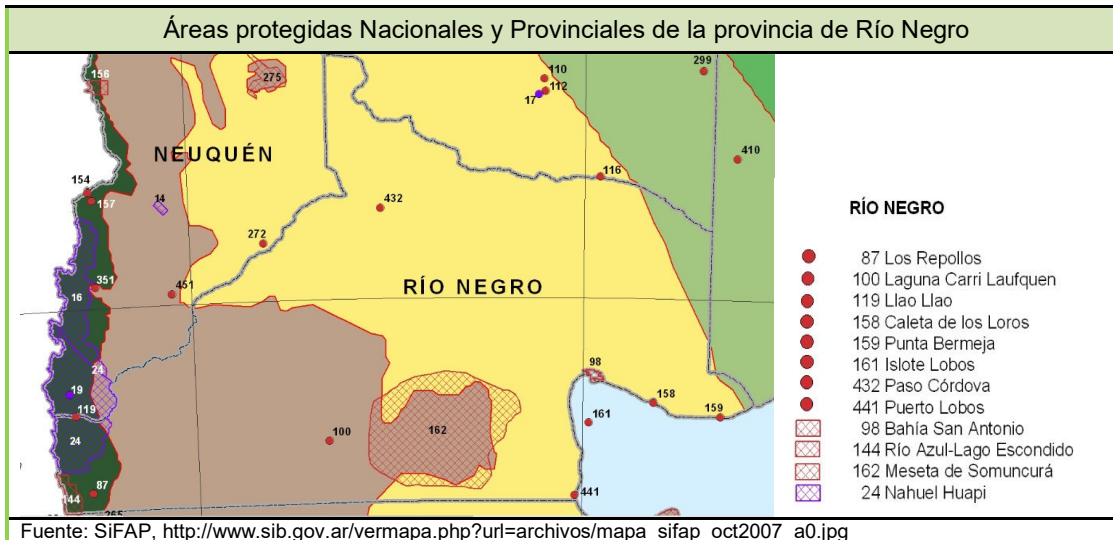 Áreas protegidas Nacionales y Provinciales de la provincia de Río Negro
156
275
110
112
17
299
NEUQUÉN
410
154
157
14
116
432
272
16
351
451
RÍO NEGRO
24
19
98
119
158
159
161
24
100
162
87
144
441
265
RÍO NEGRO
87 Los Repollos
100 Laguna Carri Laufquen
119 Llao Llao
158 Caleta de los Loros
159 Punta Bermeja
161 Islote Lobos
432 Paso Córdova
441 Puerto Lobos
98 Bahía San Antonio
144 Río Azul-Lago Escondido
162 Meseta de Somuncurá
24 Nahuel Huapi
Fuente: SiFAP, http://www.sib.gov.ar/vermapa.php?url=archivos/mapa_sifap_oct2007_a0.jpg